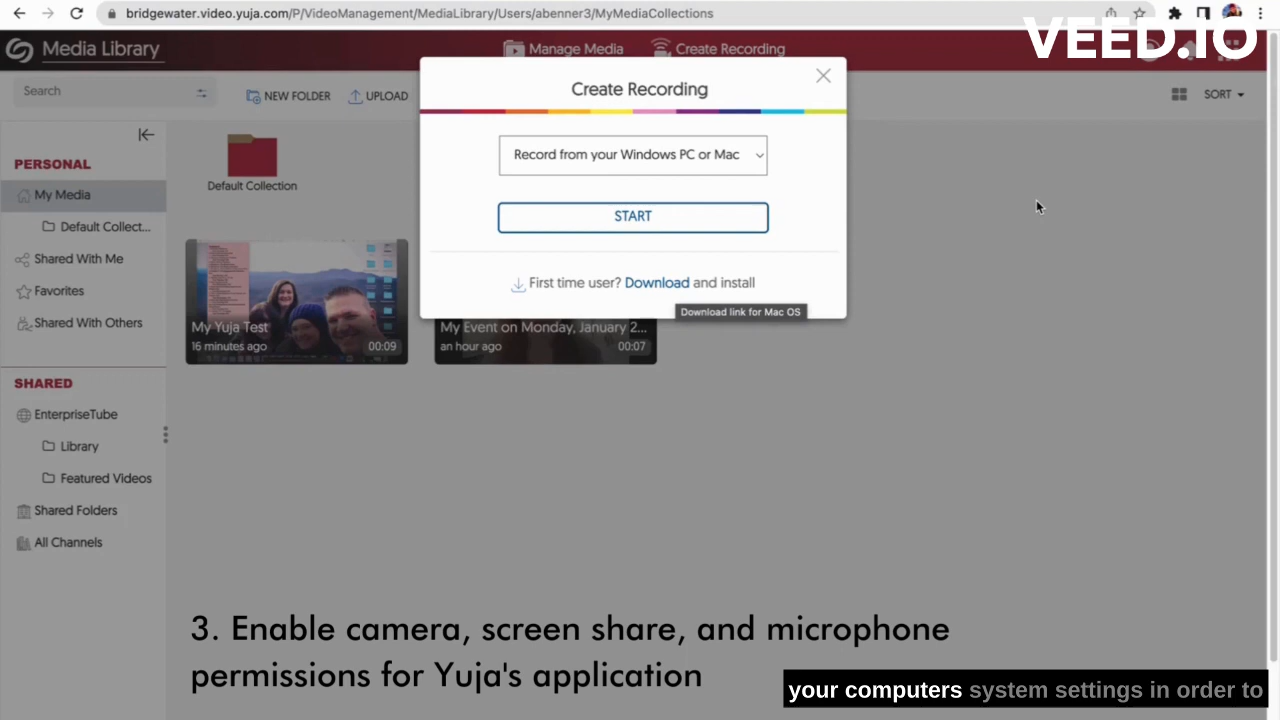 bridgewater.video.yuja.com/P/VideoManagement/MediaLibrary/Users/abenner3/MyMediaCollections
VEED.IO
Media Library
Manage Media
Create Recording
Search
NEW FOLDER
UPLOAD
SORT
Create Recording
Record from your Windows PC or Mac
START
First time user? Download and install
Download link for Mac OS
PERSONAL
My Media
Default Collect...
Shared With Me
Favorites
Shared With Others
SHARED
EnterpriseTube
Library
Featured Videos
Shared Folders
All Channels
Default Collection
My Yuja Test
16 minutes ago
00:09
My Event on Monday, January 2...
an hour ago
00:07
3. Enable camera, screen share, and microphone
permissions for Yuja's application
your computers system settings in order to